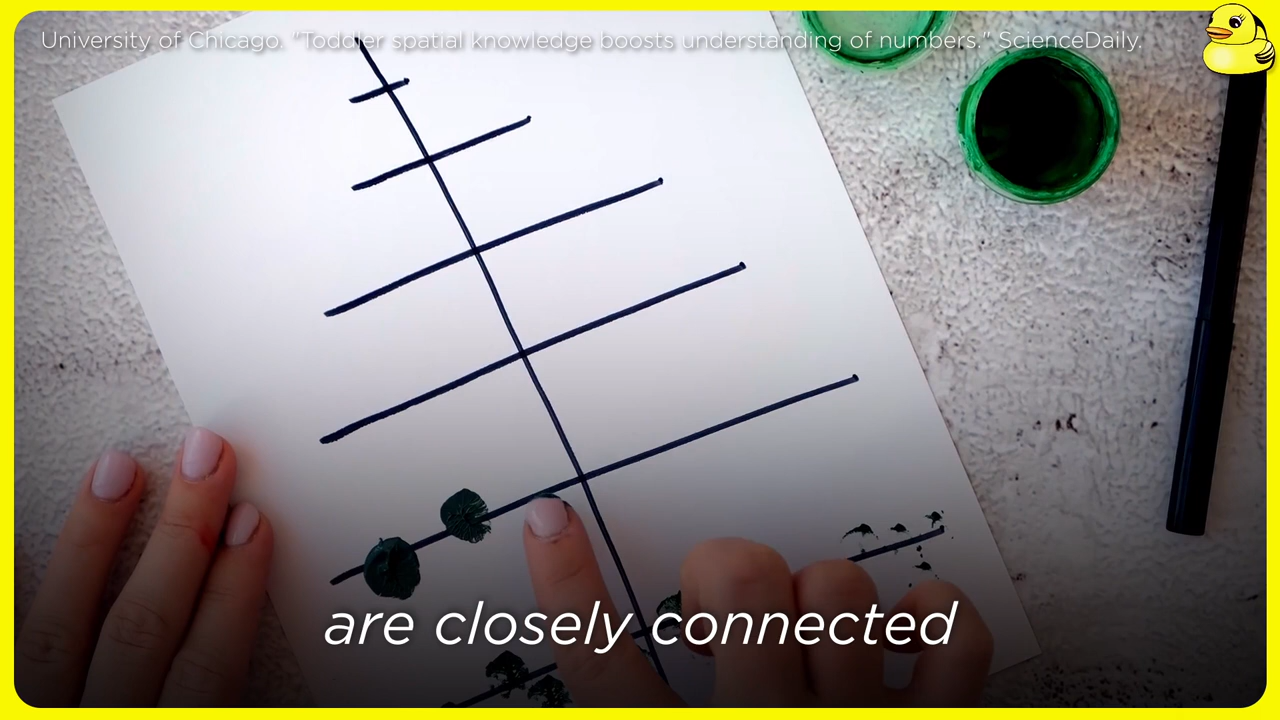 University of Chicago. "Toddler spatial knowledge boosts understanding of numbers." ScienceDaily.
are closely connected